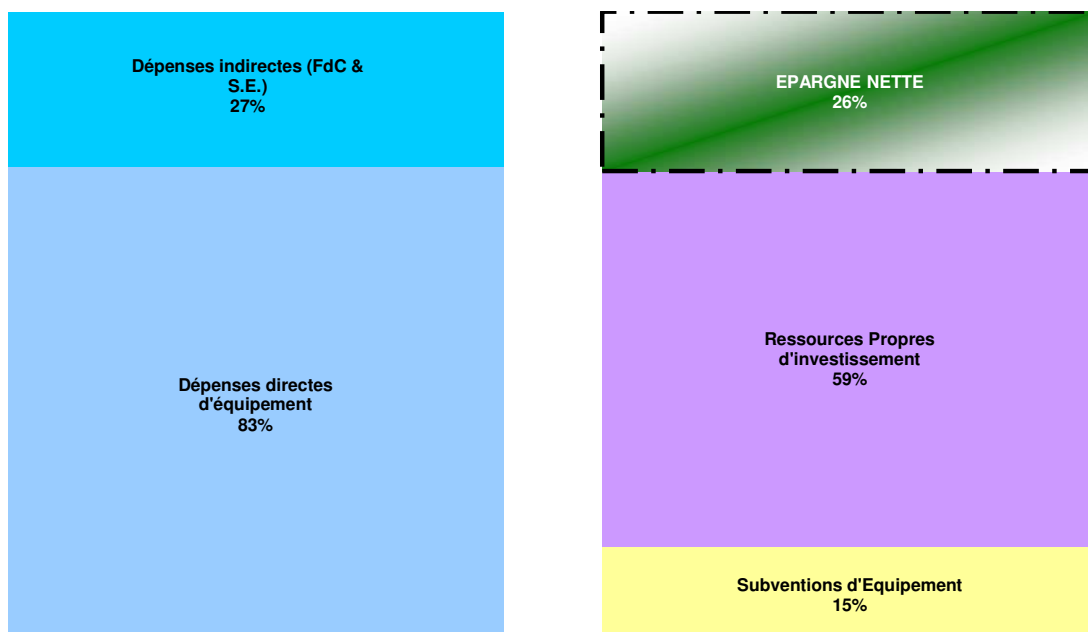 Dépenses indirectes (FdC &
S.E.)
27%
Dépenses directes
d'équipement
83%
EPARGNE NETTE
26%
Ressources Propres
d'investissement
59%
Subventions d'Equipement
15%